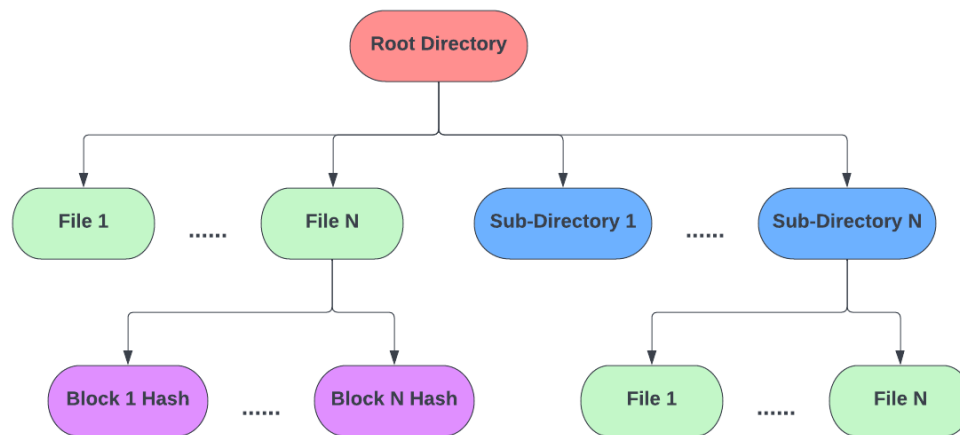 Root Directory
File 1
......
File N
Sub-Directory 1
......
Sub-Directory N
Block 1 Hash
......
Block N Hash
File 1
......
File N